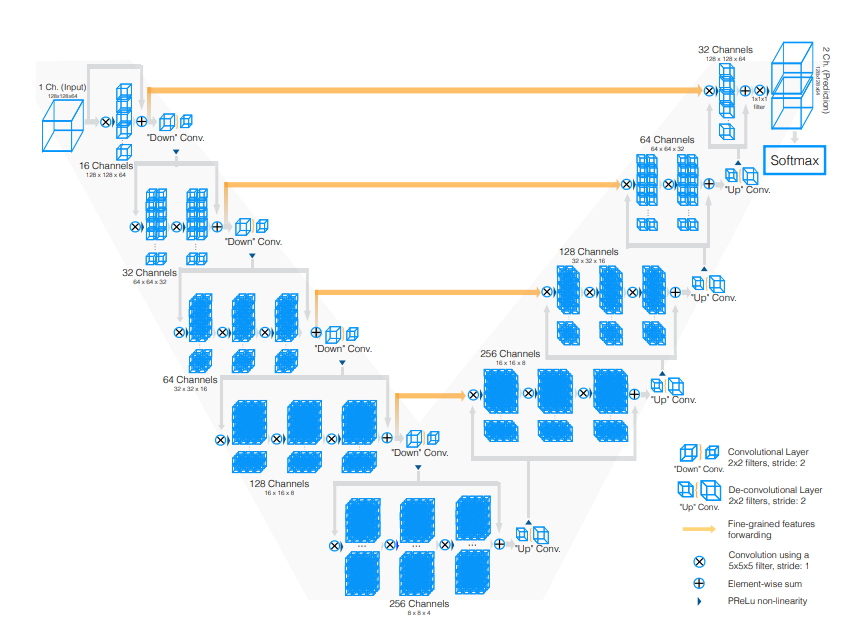 1 Ch. (Input)
128x128x64
"Down" Conv.
16 Channels
128 x 128 x 64
"Down" Conv.
32 Channels
64 x 64 x 32
"Down" Conv.
64 Channels
32 x 32 x 16
"Down" Conv.
128 Channels
16 x 16 x 8
"Up" Conv.
256 Channels
8 x 8 x 4
256 Channels
16 x 16 x 8
"Up" Conv.
128 Channels
32 x 32 x 16
"Up" Conv.
64 Channels
64 x 64 x 32
"Up" Conv.
32 Channels
128 x 128 x 64
1x1x1
filter
2 Ch. (Prediction)
128x128x64
Softmax
"Down" Conv.
Convolutional Layer
2x2 filters, stride: 2
"Up" Conv.
De-convolutional Layer
2x2 filters, stride: 2
Fine-grained features
forwarding
Convolution using a
5x5x5 filter, stride: 1
Element-wise sum
PReLu non-linearity